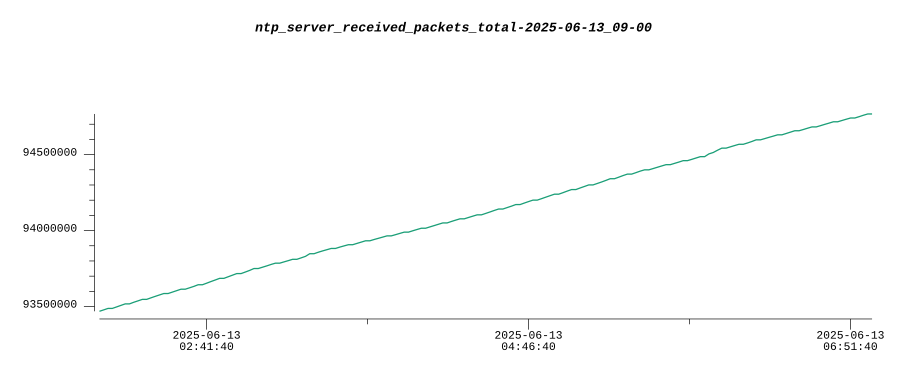 ntp_server_received_packets_total-2025-06-13_09-00
94500000
94000000
93500000
2025-06-13 2025-06-13 2025-06-13
02:41:40 04:46:40 06:51:40